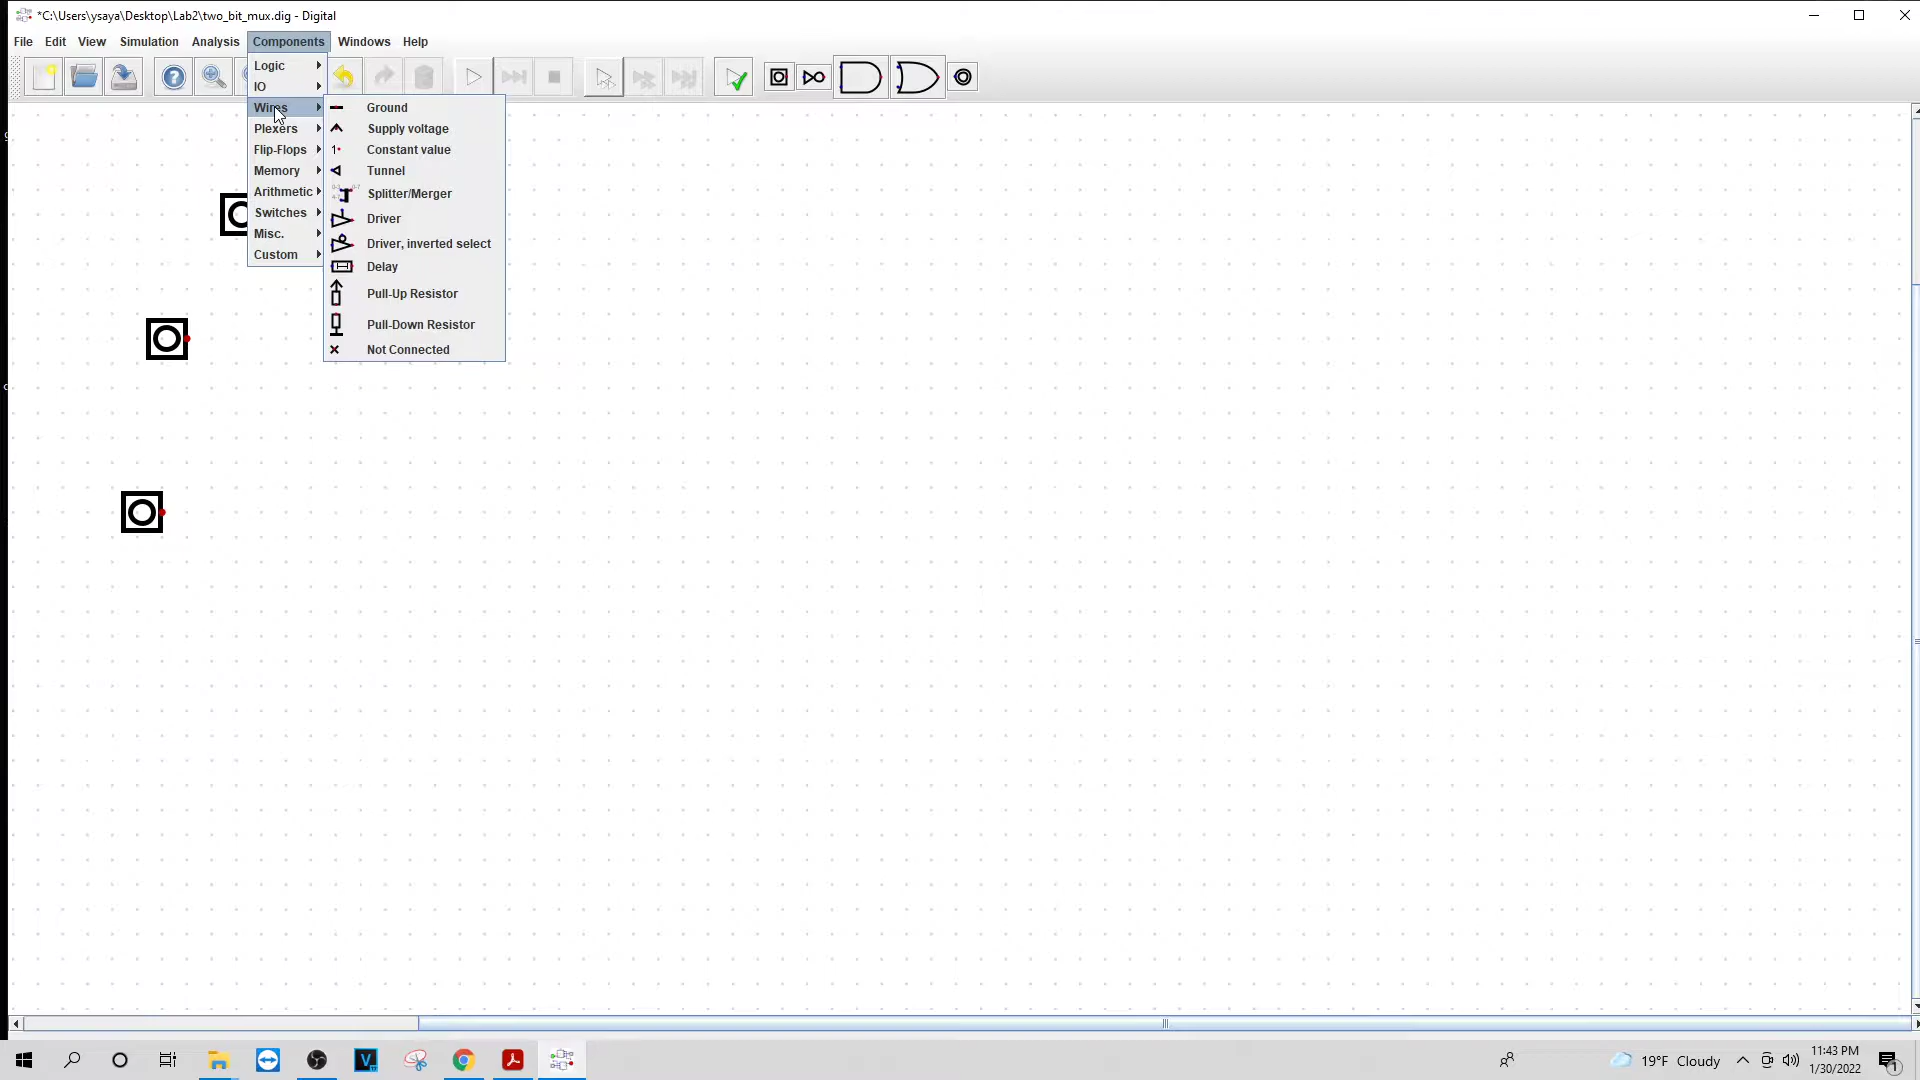 *C:\Users\ysaya\Desktop\Lab2\two_bit_mux.dig - Digital
File Edit View Simulation Analysis Components Windows Help
Logic
IO
Wires
Plexers
Flip-Flops
Memory
Arithmetic
Switches
Misc.
Custom
Ground
Supply voltage
Constant value
Tunnel
Splitter/Merger
Driver
Driver, inverted select
Delay
Pull-Up Resistor
Pull-Down Resistor
Not Connected
19°F Cloudy
11:43 PM
1/30/2022